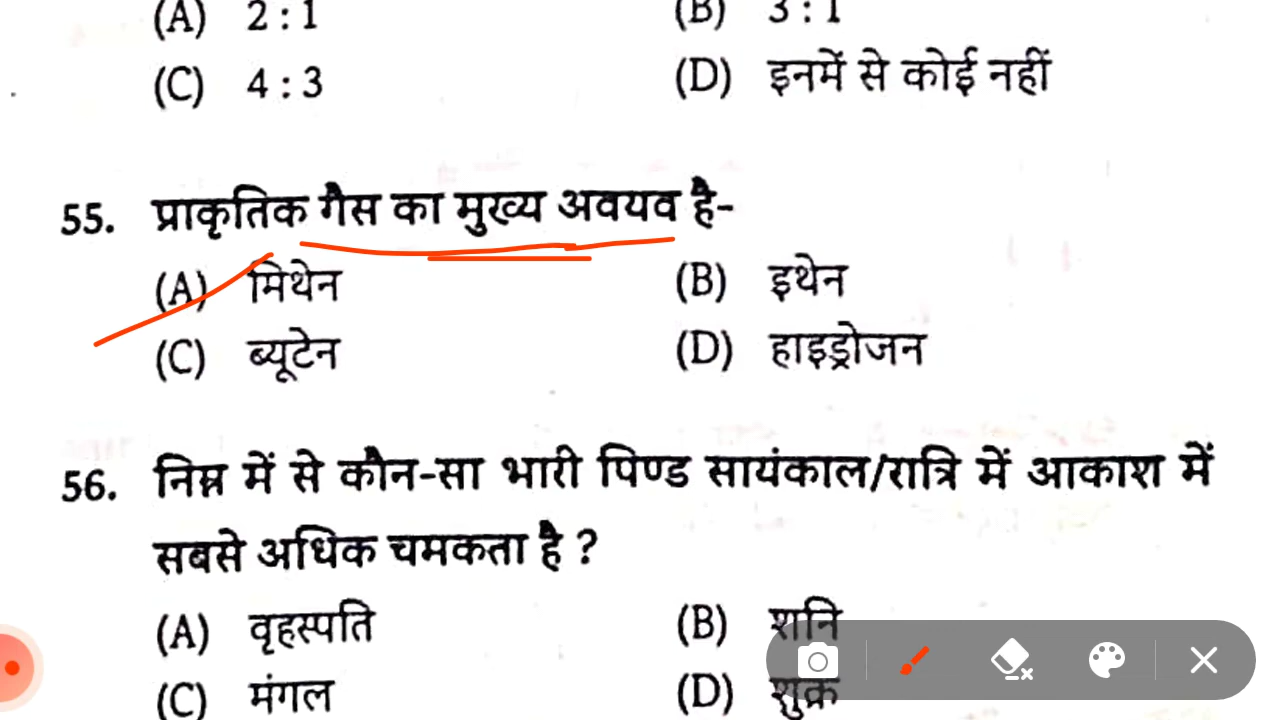 (A) 2 : 1 (B) 3 : 1
(C) 4 : 3 (D) इनमें से कोई नहीं
55. प्राकृतिक गैस का मुख्य अवयव है-
(A) मिथेन (B) इथेन
(C) ब्यूटेन (D) हाइड्रोजन
56. निम्न में से कौन-सा भारी पिण्ड सायंकाल/रात्रि में आकाश में
सबसे अधिक चमकता है ?
(A) वृहस्पति (B) शनि
(C) मंगल (D) शुक्र